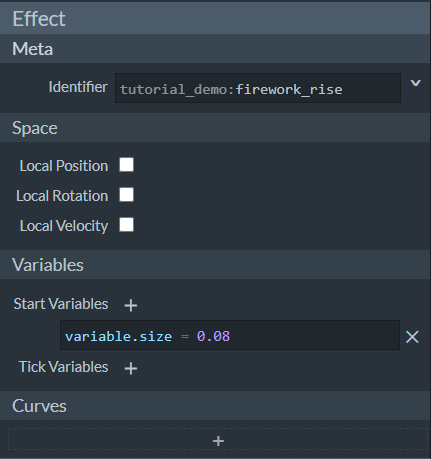 Effect
Meta
Identifier tutorial_demo:firework_rise
Space
Local Position
Local Rotation
Local Velocity
Variables
Start Variables +
variable.size = 0.08
Tick Variables +
Curves
+